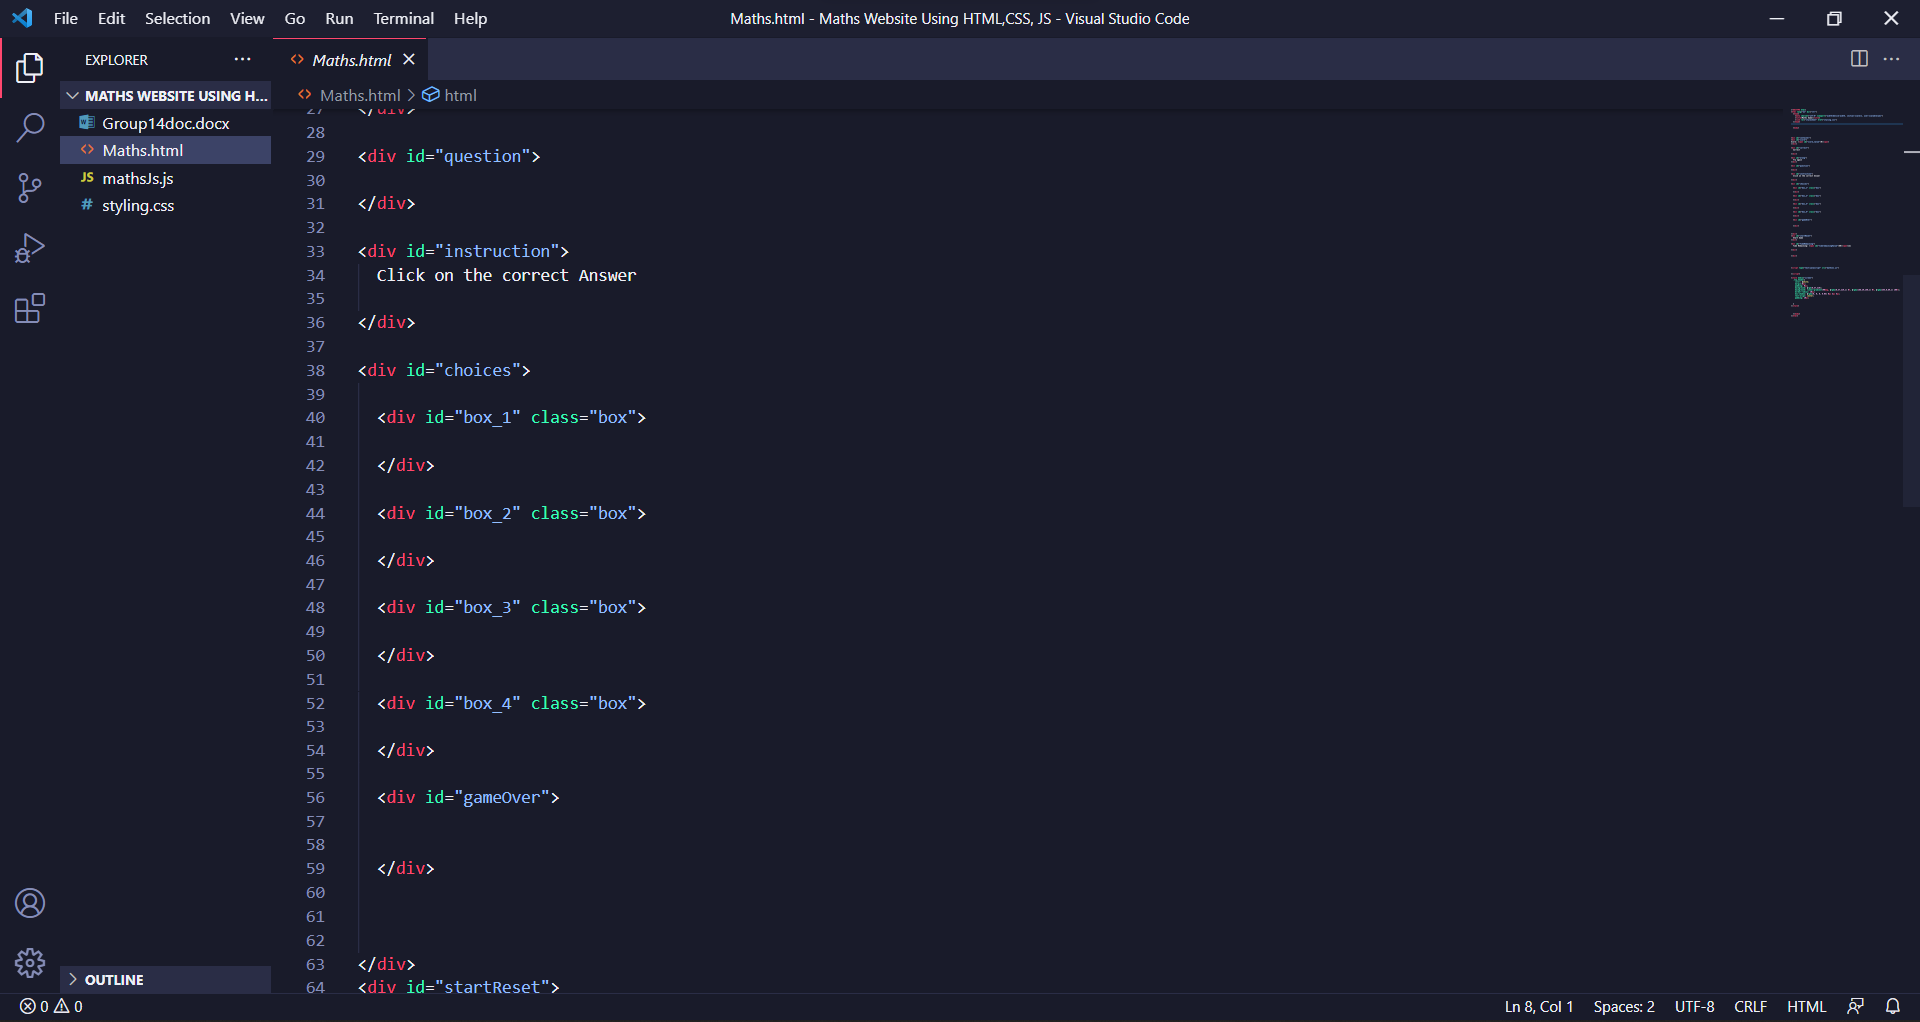 File Edit Selection View Go Run Terminal Help
Maths.html - Maths Website Using HTML,CSS, JS - Visual Studio Code
EXPLORER
MATHS WEBSITE USING H...
Group14doc.docx
Maths.html
JS mathsJs.js
# styling.css
OUTLINE
<> Maths.html
<> Maths.html > html
27 </div>
28
29 <div id="question">
30
31 </div>
32
33 <div id="instruction">
34 Click on the correct Answer
35
36 </div>
37
38 <div id="choices">
39
40 <div id="box_1" class="box">
41
42 </div>
43
44 <div id="box_2" class="box">
45
46 </div>
47
48 <div id="box_3" class="box">
49
50 </div>
51
52 <div id="box_4" class="box">
53
54 </div>
55
56 <div id="gameOver">
57
58
59 </div>
60
61
62
63 </div>
64 <div id="startReset">
0 0
Ln 8, Col 1 Spaces: 2 UTF-8 CRLF HTML